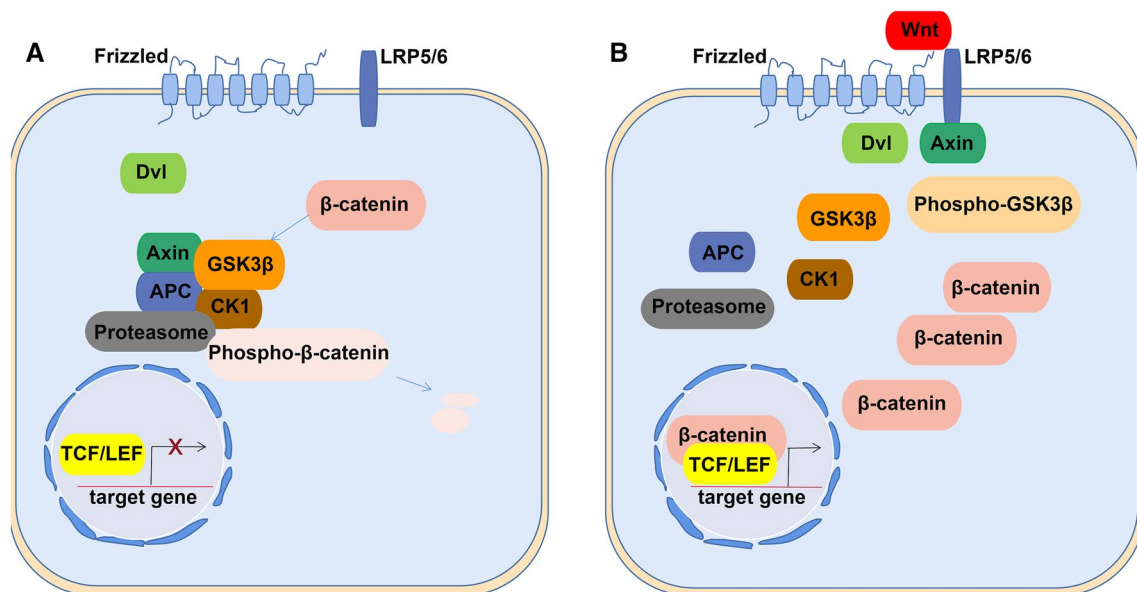 A
Frizzled
LRP5/6
Dvl
β-catenin
Axin
GSK3β
APC
CK1
Proteasome
Phospho-β-catenin
TCF/LEF
X
target gene
B
Wnt
Frizzled
LRP5/6
Dvl
Axin
Phospho-GSK3β
GSK3β
APC
CK1
β-catenin
Proteasome
β-catenin
β-catenin
β-catenin
TCF/LEF
target gene